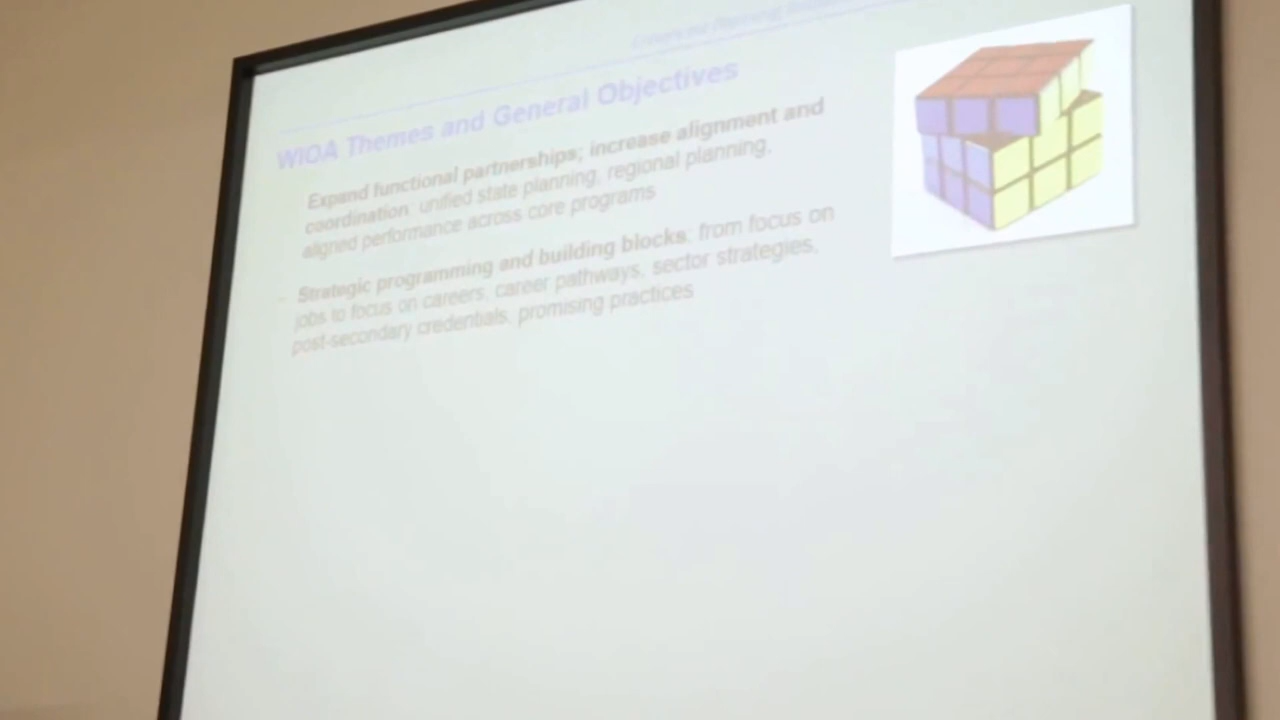 WIOA Themes and General Objectives
Expand functional partnerships; increase alignment and
coordination: unified state planning, regional planning,
aligned performance across core programs
- Strategic programming and building blocks: from focus on
jobs to focus on careers, career pathways, sector strategies,
post-secondary credentials, promising practices